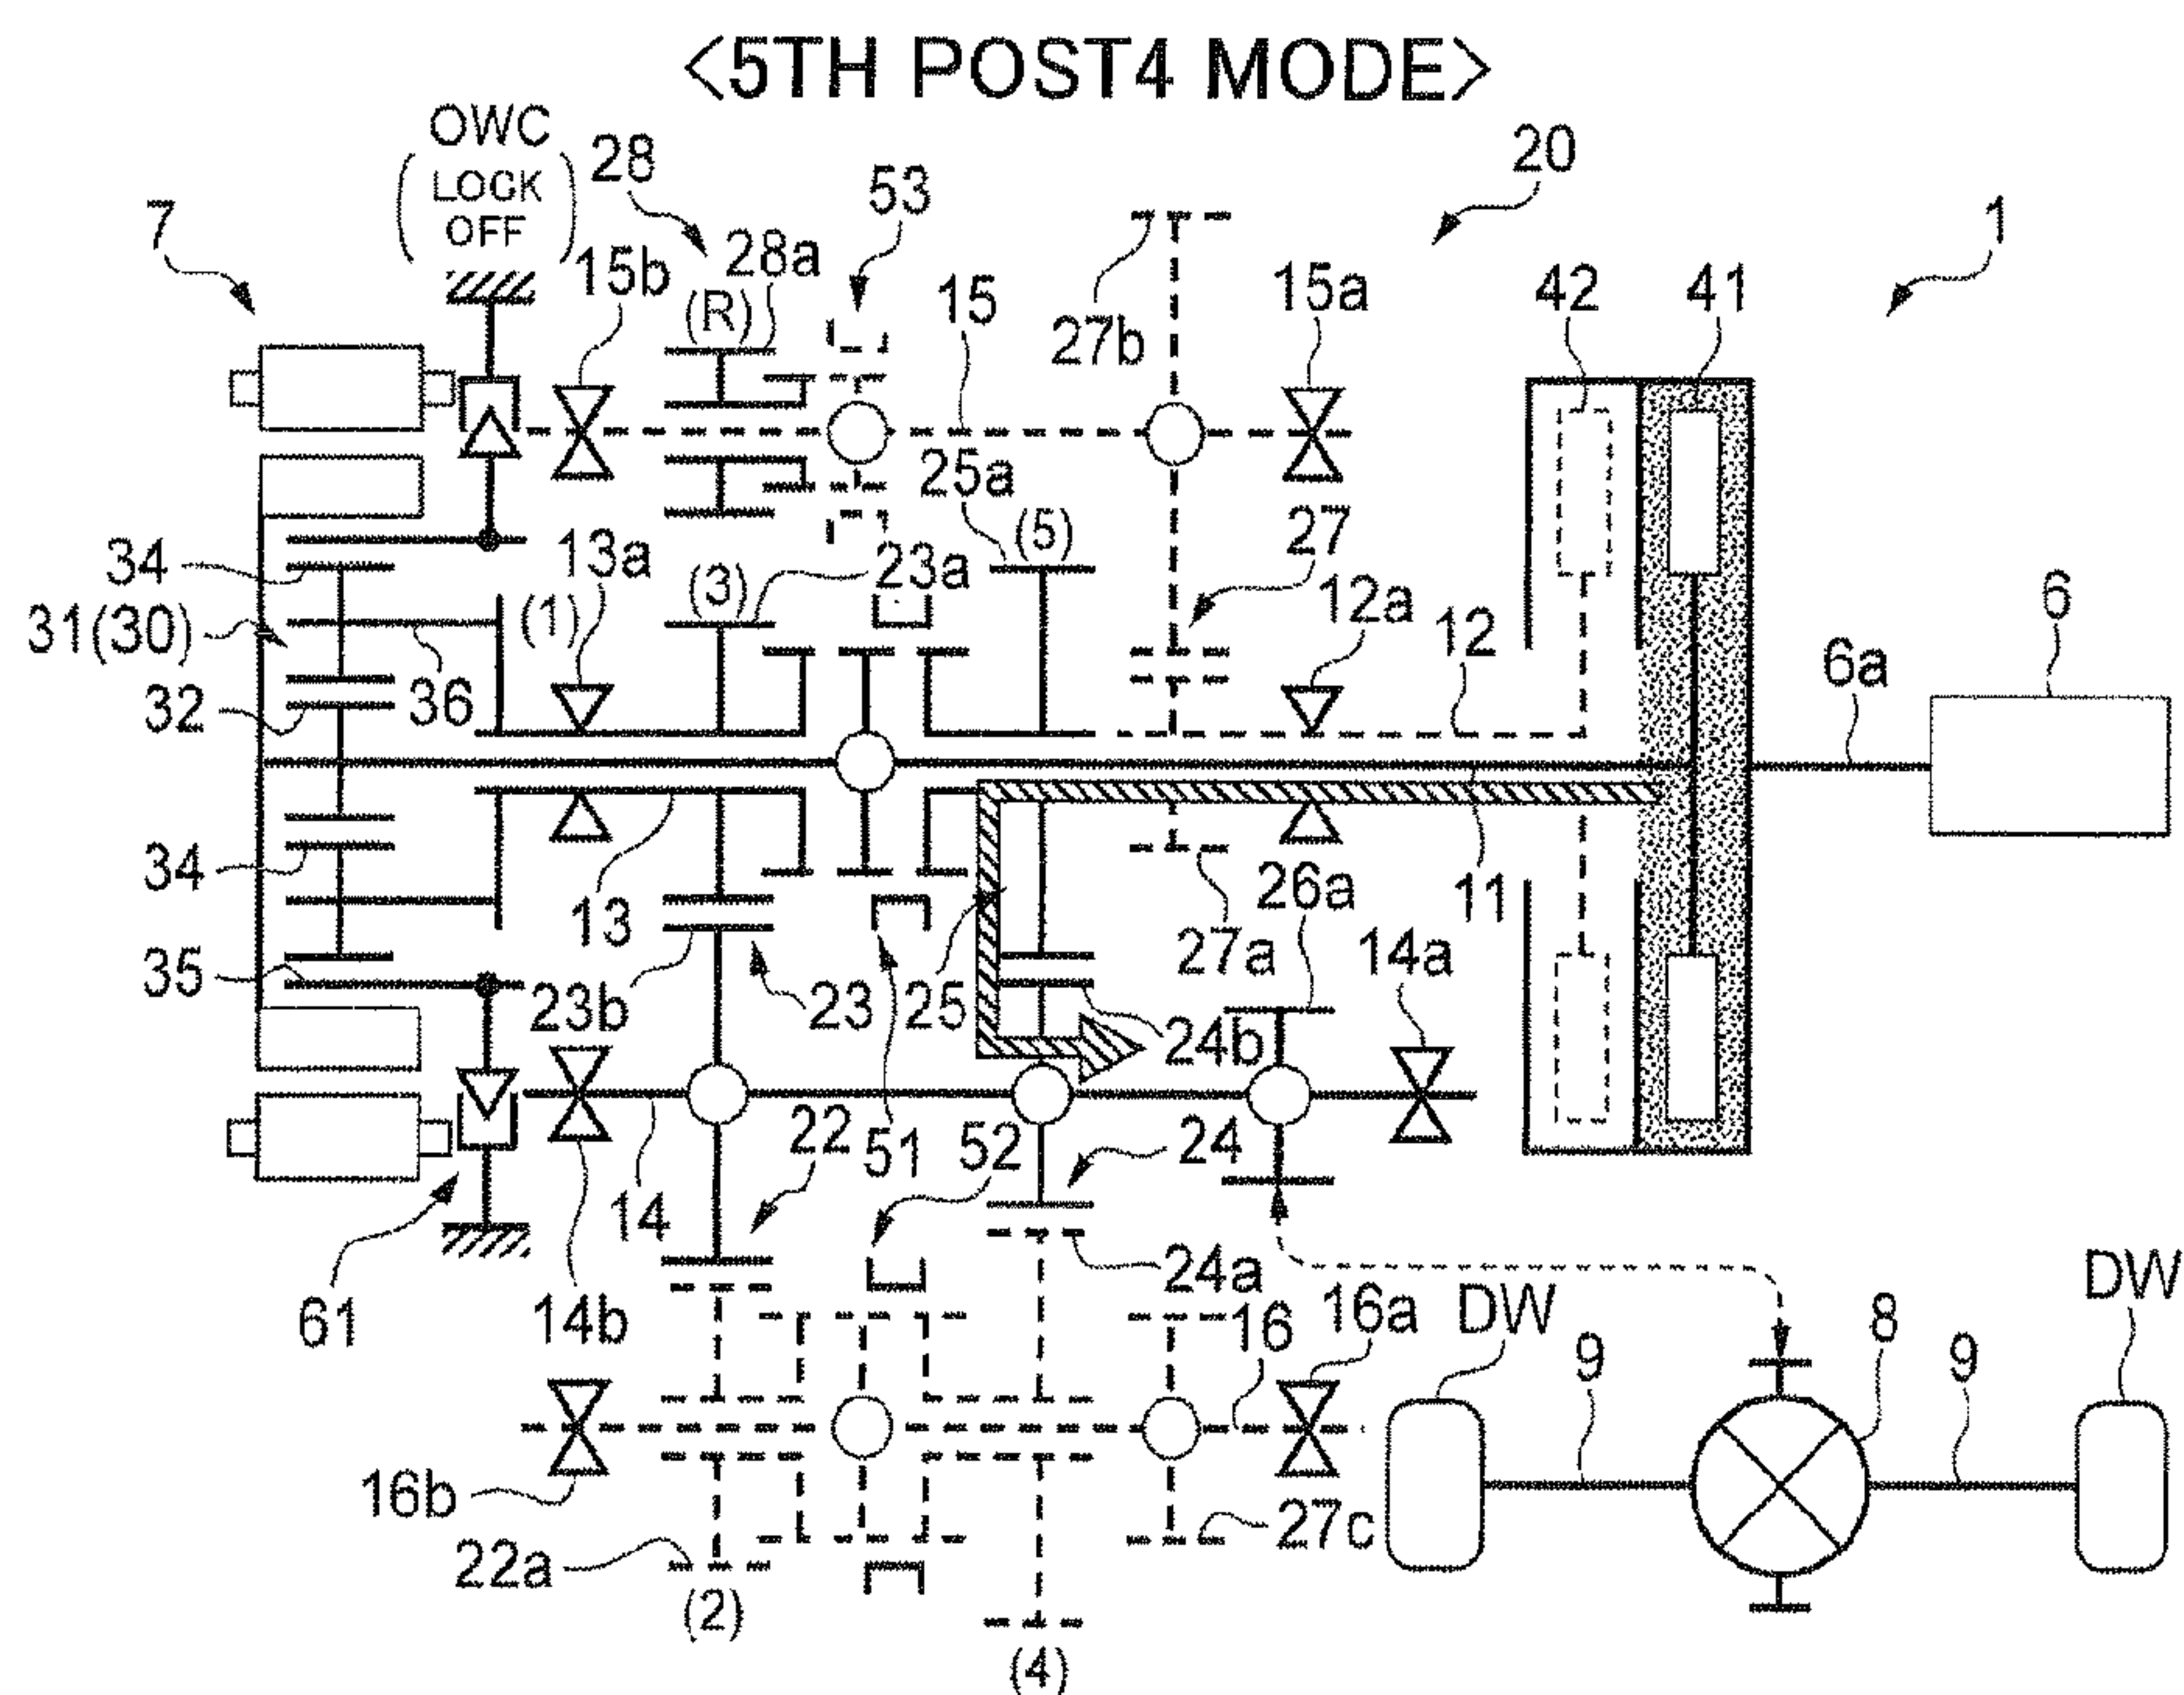 <5TH POST4 MODE>
OWC
LOCK
OFF
28
53
20
7
1
15b
28a
(R)
15
27b
15a
42
41
25a
(5)
27
34
13a
23a
(1)
(3)
12a
12
31(30)
6
6a
32
36
34
13
11
26a
35
23b
23
25
27a
14a
24b
14
22
51
52
24
61
14b
24a
16
16a
DW
DW
9
8
9
16b
27c
22a
(2)
(4)